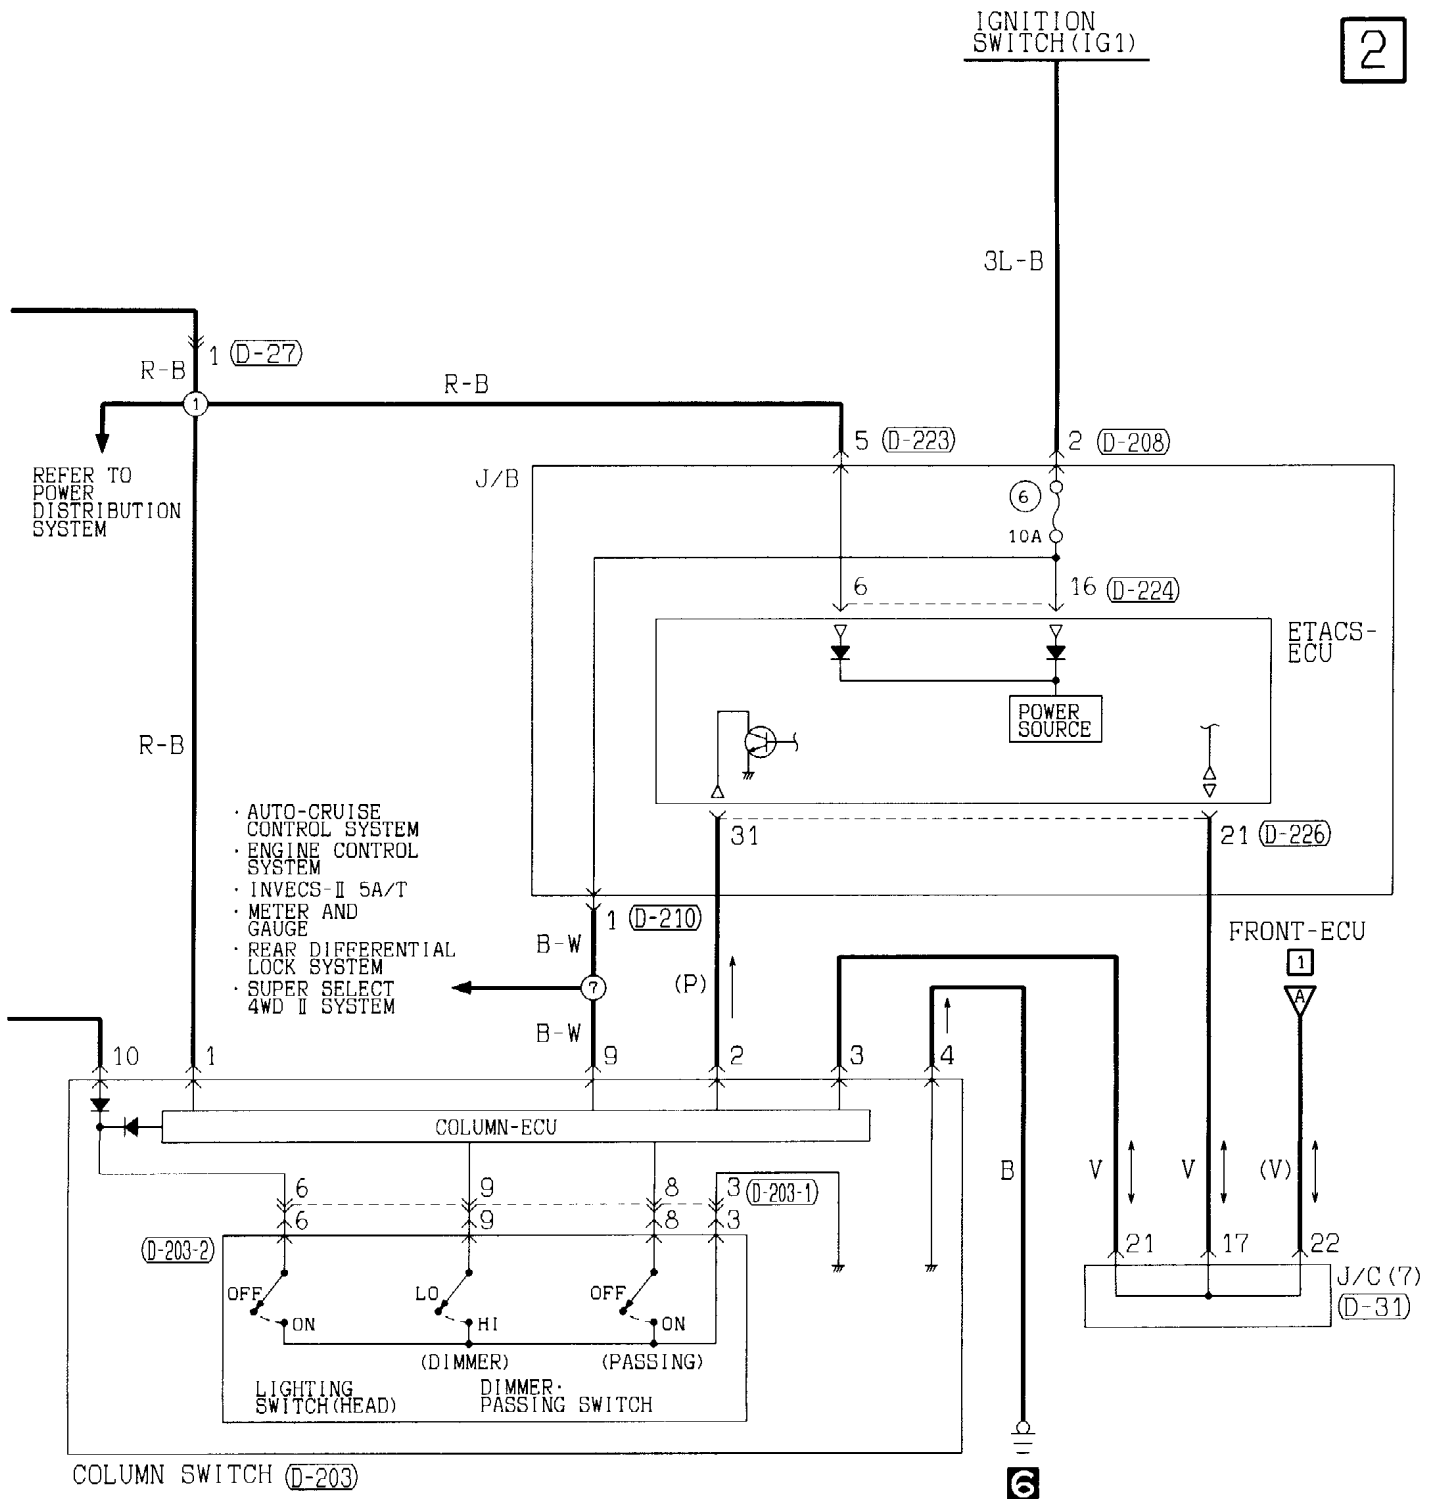 IGNITION
SWITCH(IG1)
2
3L-B
1 (D-27)
R-B
R-B
1
5 (D-223)
2 (D-208)
REFER TO
POWER
DISTRIBUTION
SYSTEM
J/B
6
10A
6
16 (D-224)
ETACS-
ECU
POWER
SOURCE
R-B
· AUTO-CRUISE
CONTROL SYSTEM
· ENGINE CONTROL
SYSTEM
· INVECS-Ⅱ 5A/T
· METER AND
GAUGE
· REAR DIFFERENTIAL
LOCK SYSTEM
· SUPER SELECT
4WD Ⅱ SYSTEM
31
21 (D-226)
1 (D-210)
B-W
7
B-W
(P)
FRONT-ECU
1
A
10
1
9
2
3
4
COLUMN-ECU
B
V
V
(V)
6
9
8
3 (D-203-1)
6
9
8
3
(D-203-2)
21
17
22
J/C(7)
(D-31)
OFF
ON
LO
HI
OFF
ON
(DIMMER)
(PASSING)
LIGHTING
SWITCH(HEAD)
DIMMER·
PASSING SWITCH
COLUMN SWITCH (D-203)
6